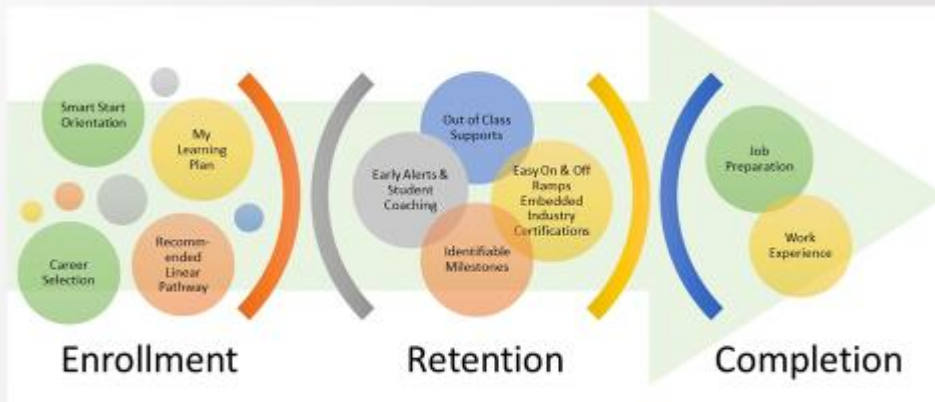 Smart Start
Orientation
My
Learning
Plan
Career
Selection
Recomm-
ended
Linear
Pathway
Out of Class
Supports
Early Alerts &
Student
Coaching
Easy On & Off
Ramps
Embedded
Industry
Certifications
Identifiable
Milestones
Job
Preparation
Work
Experience
Enrollment
Retention
Completion